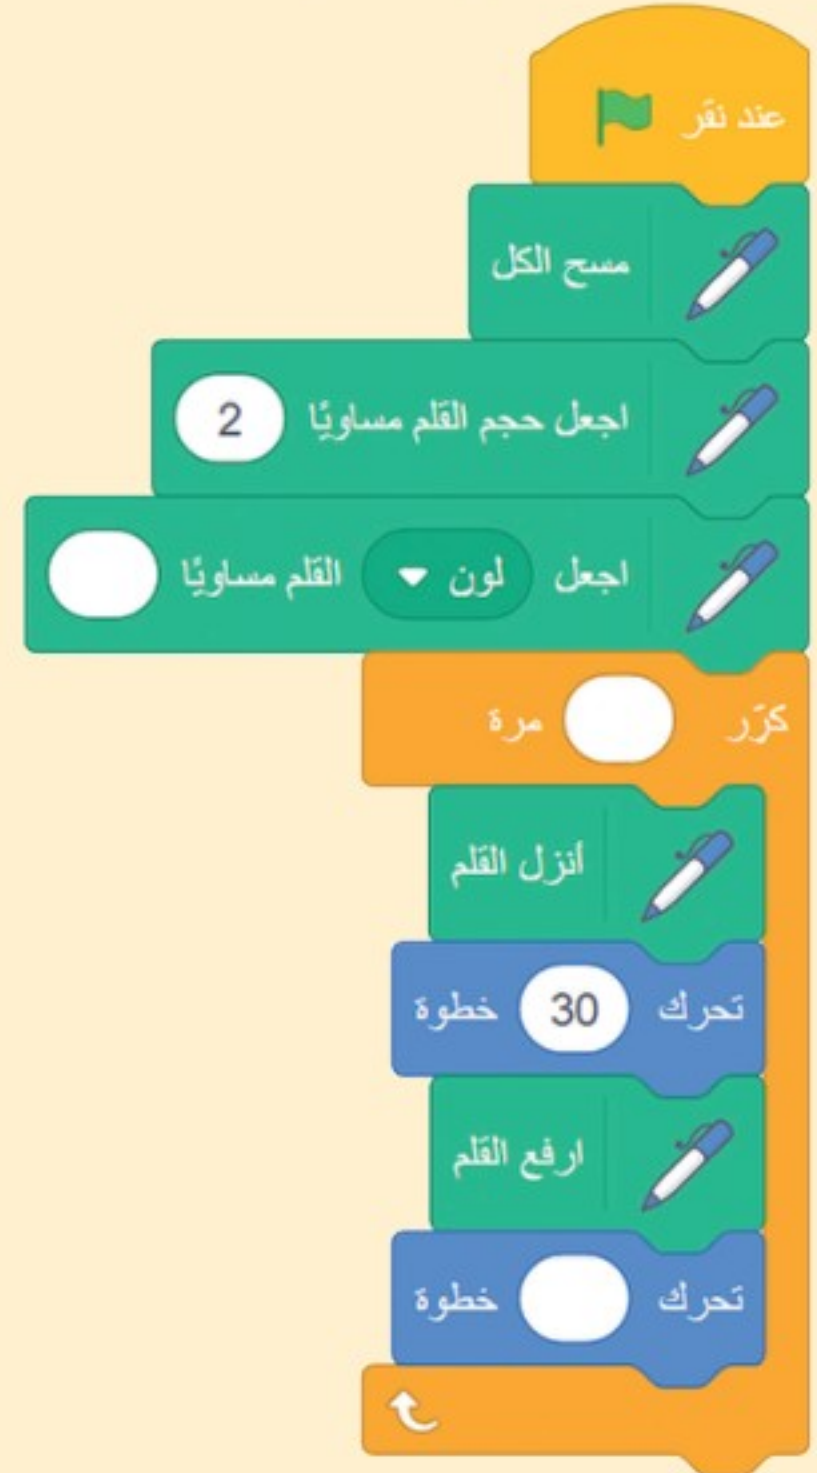 عند نقر
مسح الكل
اجعل حجم القلم مساويًا 2
اجعل لون القلم مساويًا
كرّر مرة
أنزل القلم
تحرك 30 خطوة
ارفع القلم
تحرك خطوة